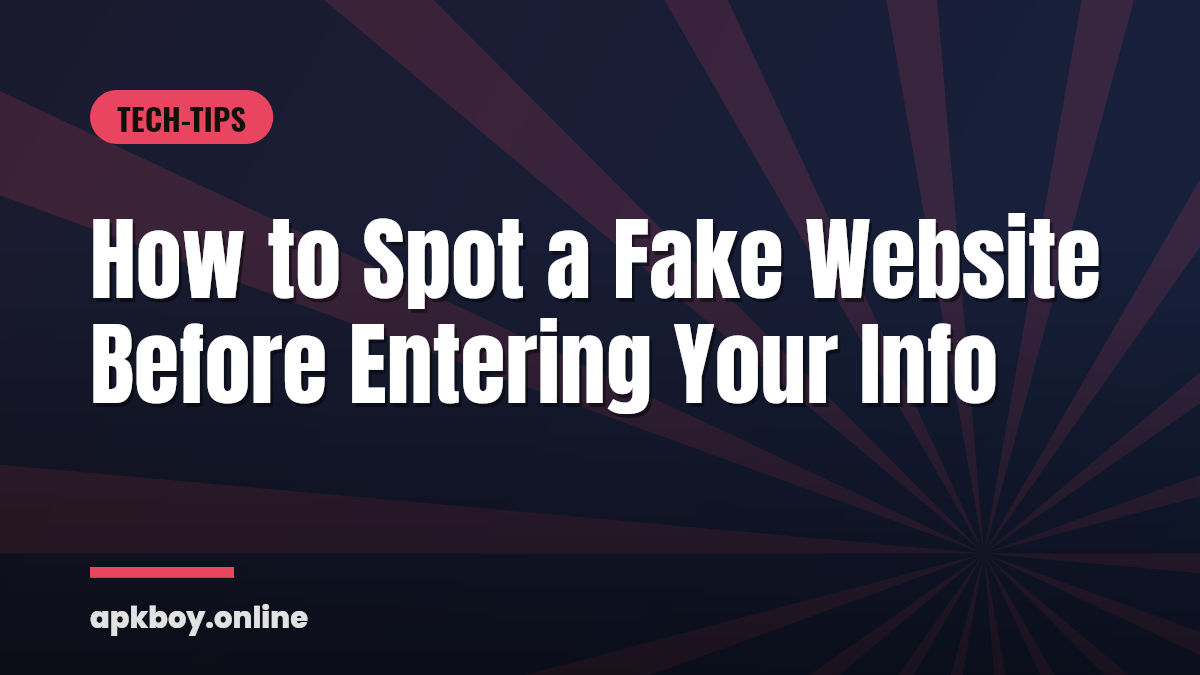 TECH-TIPS
How to Spot a Fake Website
Before Entering Your Info
apkboy.online